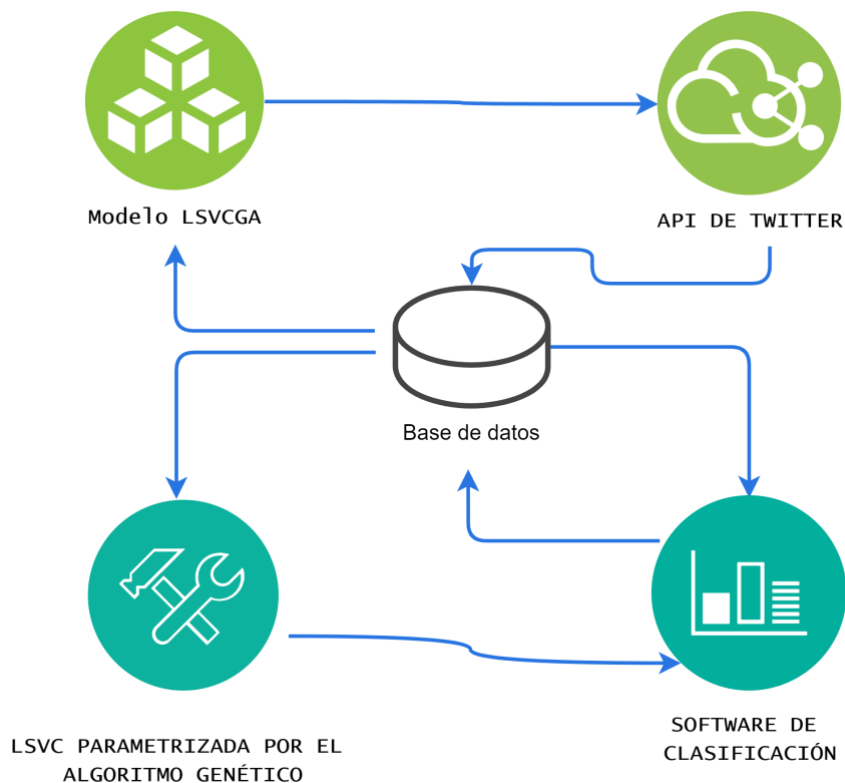 Modelo LSVCGA
API DE TWITTER
Base de datos
LSVC PARAMETRIZADA POR EL
ALGORITMO GENÉTICO
SOFTWARE DE
CLASIFICACIÓN